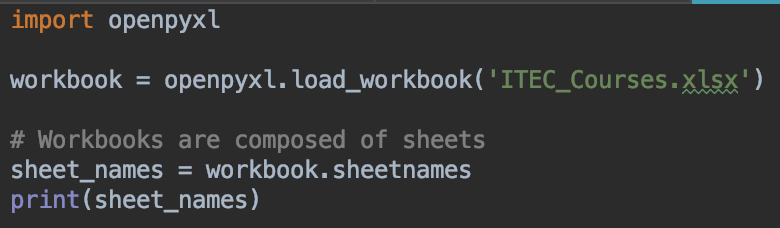 import openpyxl
workbook = openpyxl.load_workbook('ITEC_Courses.xlsx')
# Workbooks are composed of sheets
sheet_names = workbook.sheetnames
print(sheet_names)